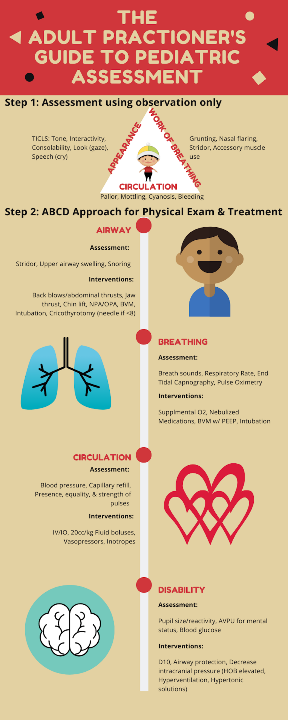 THE
ADULT PRACTIONER'S
GUIDE TO PEDIATRIC
ASSESSMENT
Step 1: Assessment using observation only
TICLS: Tone, Interactivity,
Consolability, Look (gaze),
Speech (cry)
APPEARANCE
WORK OF BREATHING
CIRCULATION
Grunting, Nasal flaring,
Stridor, Accessory muscle
use
Pallor, Mottling, Cyanosis, Bleeding
Step 2: ABCD Approach for Physical Exam & Treatment
AIRWAY
Assessment:
Stridor, Upper airway swelling, Snoring
Interventions:
Back blows/abdominal thrusts, Jaw
thrust, Chin lift, NPA/OPA, BVM,
Intubation, Cricothyrotomy (needle if <8)
BREATHING
Assessment:
Breath sounds, Respiratory Rate, End
Tidal Capnography, Pulse Oximetry
Interventions:
Supplmental O2, Nebulized
Medications, BVM w/ PEEP, Intubation
CIRCULATION
Assessment:
Blood pressure, Capillary refill,
Presence, equality, & strength of
pulses
Interventions:
IV/IO, 20cc/kg Fluid boluses,
Vasopressors, Inotropes
DISABILITY
Assessment:
Pupil size/reactivity, AVPU for mental
status, Blood glucose
Interventions:
D10, Airway protection, Decrease
intracranial pressure (HOB elevated,
Hyperventilation, Hypertonic
solutions)